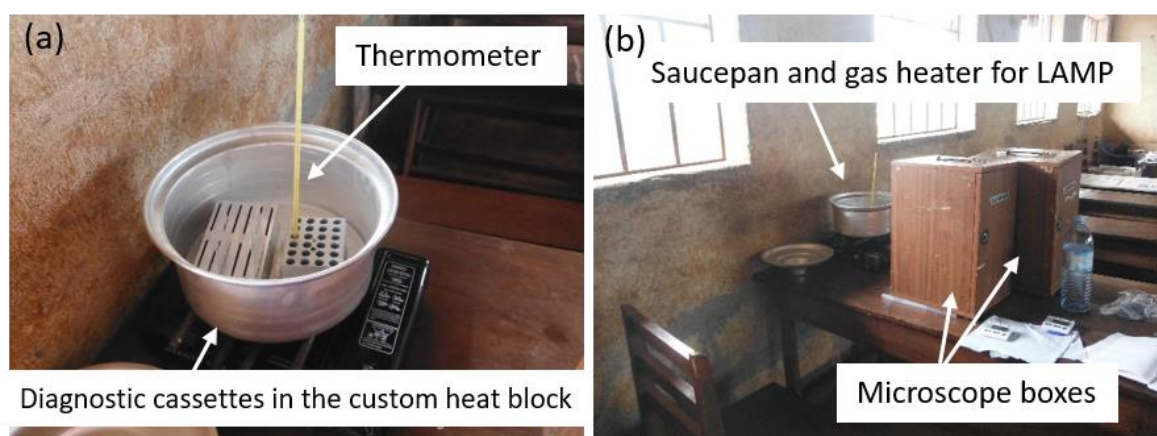 (a)
Thermometer
Diagnostic cassettes in the custom heat block
(b)
Saucepan and gas heater for LAMP
Microscope boxes